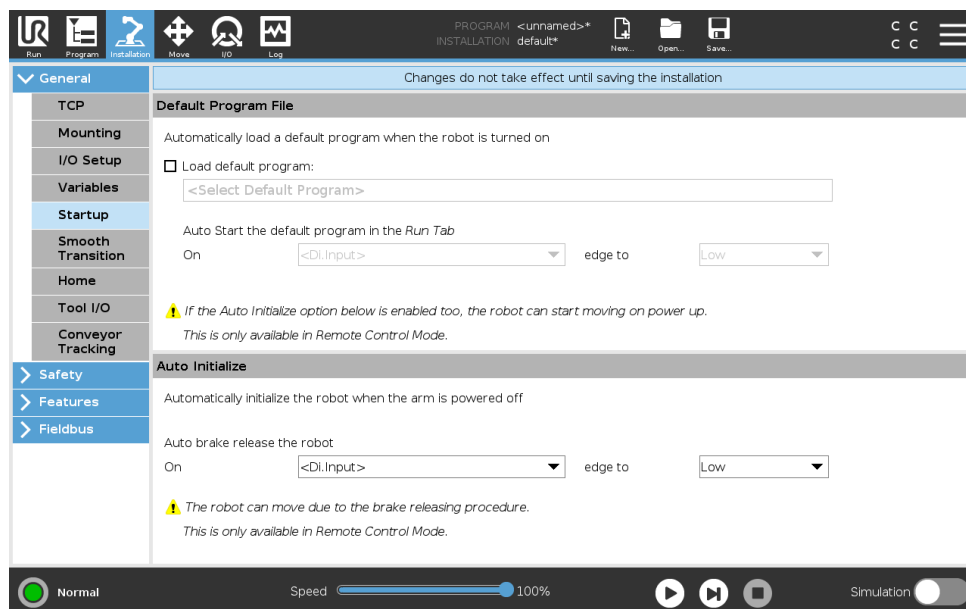 PROGRAM <unnamed>*
INSTALLATION default*
C C
C C
Run Program Installation Move I/O Log New... Open... Save...
General
TCP
Mounting
I/O Setup
Variables
Startup
Smooth
Transition
Home
Tool I/O
Conveyor
Tracking
Safety
Features
Fieldbus
Changes do not take effect until saving the installation
Default Program File
Automatically load a default program when the robot is turned on
Load default program:
<Select Default Program>
Auto Start the default program in the Run Tab
On <Di.Input> edge to Low
If the Auto Initialize option below is enabled too, the robot can start moving on power up.
This is only available in Remote Control Mode.
Auto Initialize
Automatically initialize the robot when the arm is powered off
Auto brake release the robot
On <Di.Input> edge to Low
The robot can move due to the brake releasing procedure.
This is only available in Remote Control Mode.
Normal Speed 100% Simulation